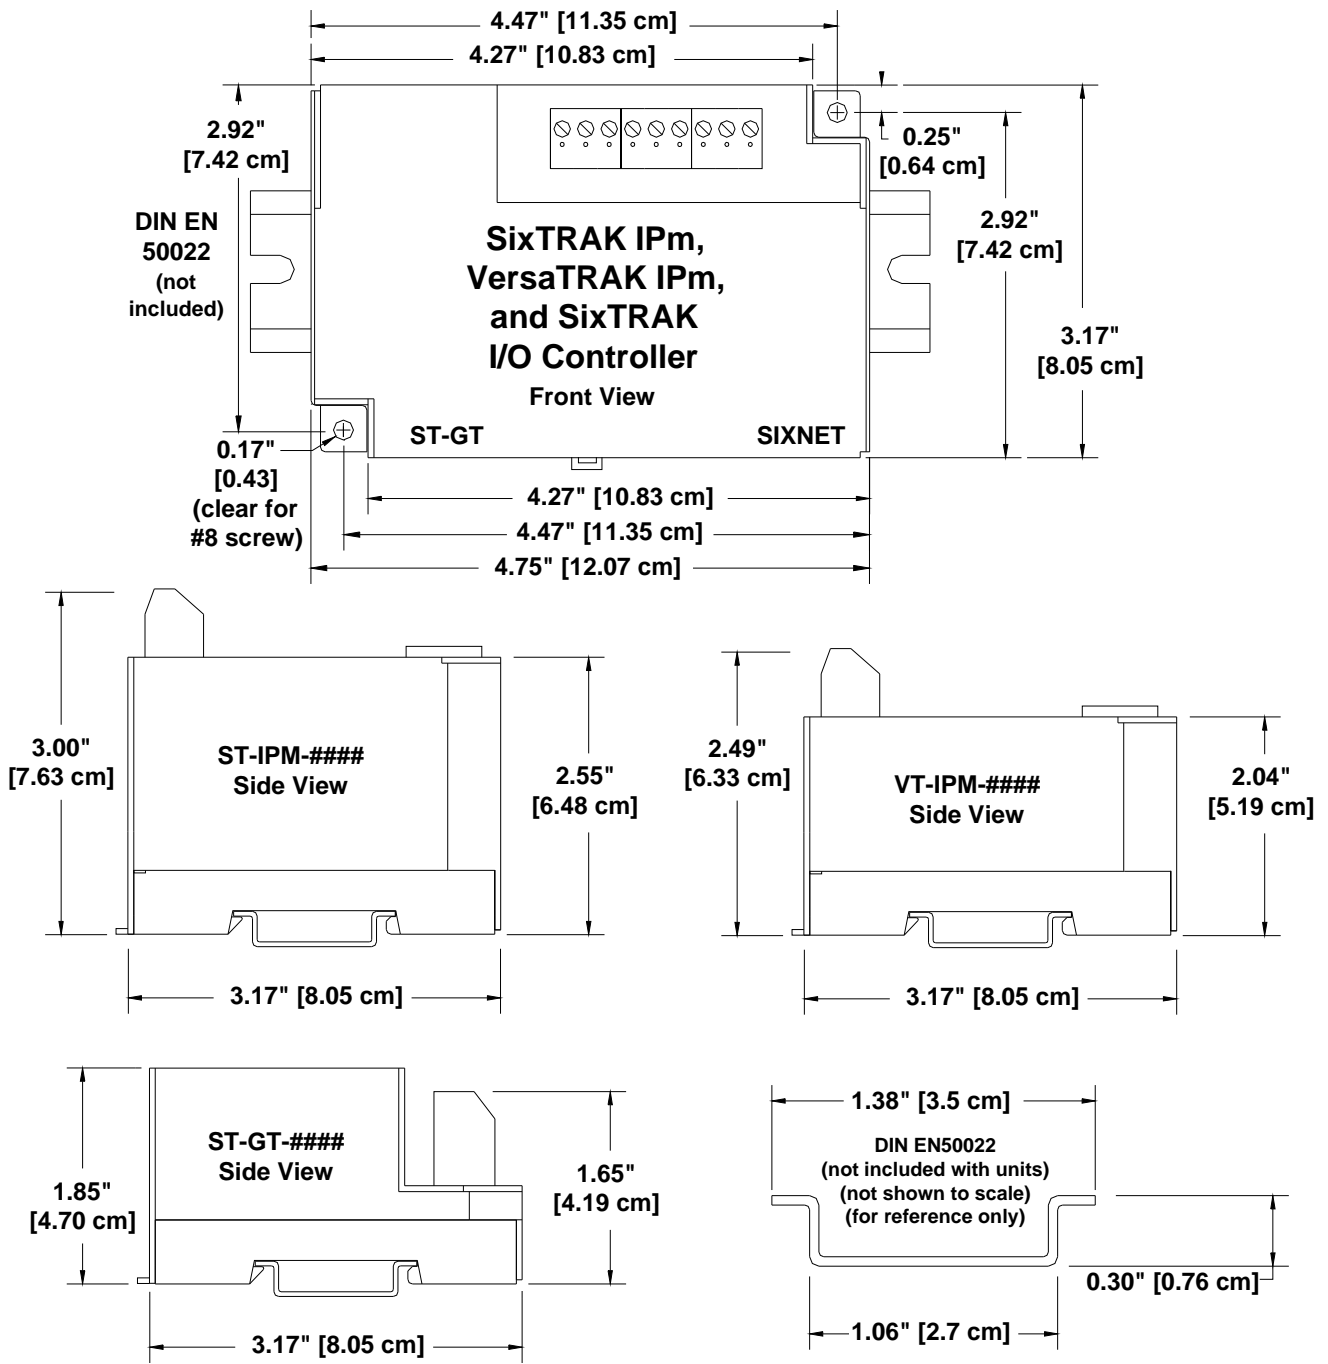 4.47" [11.35 cm]
4.27" [10.83 cm]
2.92"
[7.42 cm]
0.25"
[0.64 cm]
DIN EN
50022
(not
included)
2.92"
[7.42 cm]
SixTRAK IPm,
VersaTRAK IPm,
and SixTRAK
I/O Controller
Front View
3.17"
[8.05 cm]
ST-GT
SIXNET
0.17"
[0.43]
(clear for
#8 screw)
4.27" [10.83 cm]
4.47" [11.35 cm]
4.75" [12.07 cm]
3.00"
[7.63 cm]
ST-IPM-####
Side View
2.55"
[6.48 cm]
3.17" [8.05 cm]
2.49"
[6.33 cm]
VT-IPM-####
Side View
2.04"
[5.19 cm]
3.17" [8.05 cm]
1.85"
[4.70 cm]
ST-GT-####
Side View
1.65"
[4.19 cm]
3.17" [8.05 cm]
1.38" [3.5 cm]
DIN EN50022
(not included with units)
(not shown to scale)
(for reference only)
0.30" [0.76 cm]
1.06" [2.7 cm]